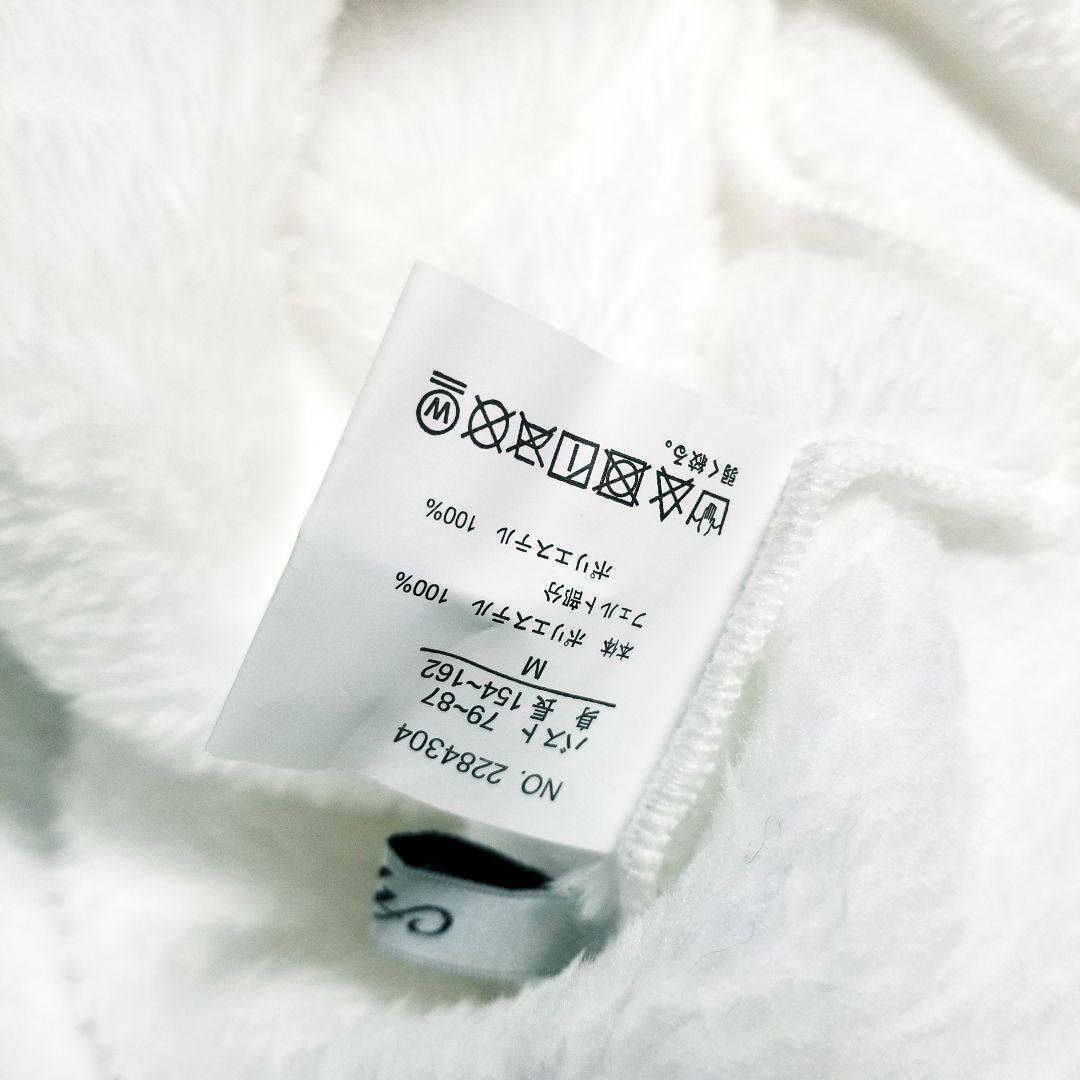 NO. 2284304
バスト 79~87
身 長 154~162
M
本体 ポリエステル 100%
フェルト部分
ポリエステル 100%
弱く絞る。
W